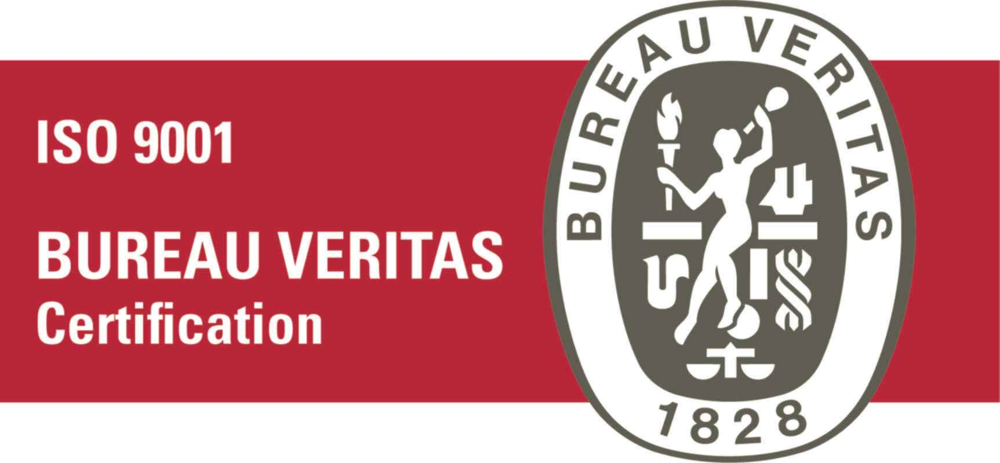 ISO 9001
BUREAU VERITAS
Certification
BUREAU VERITAS
1828